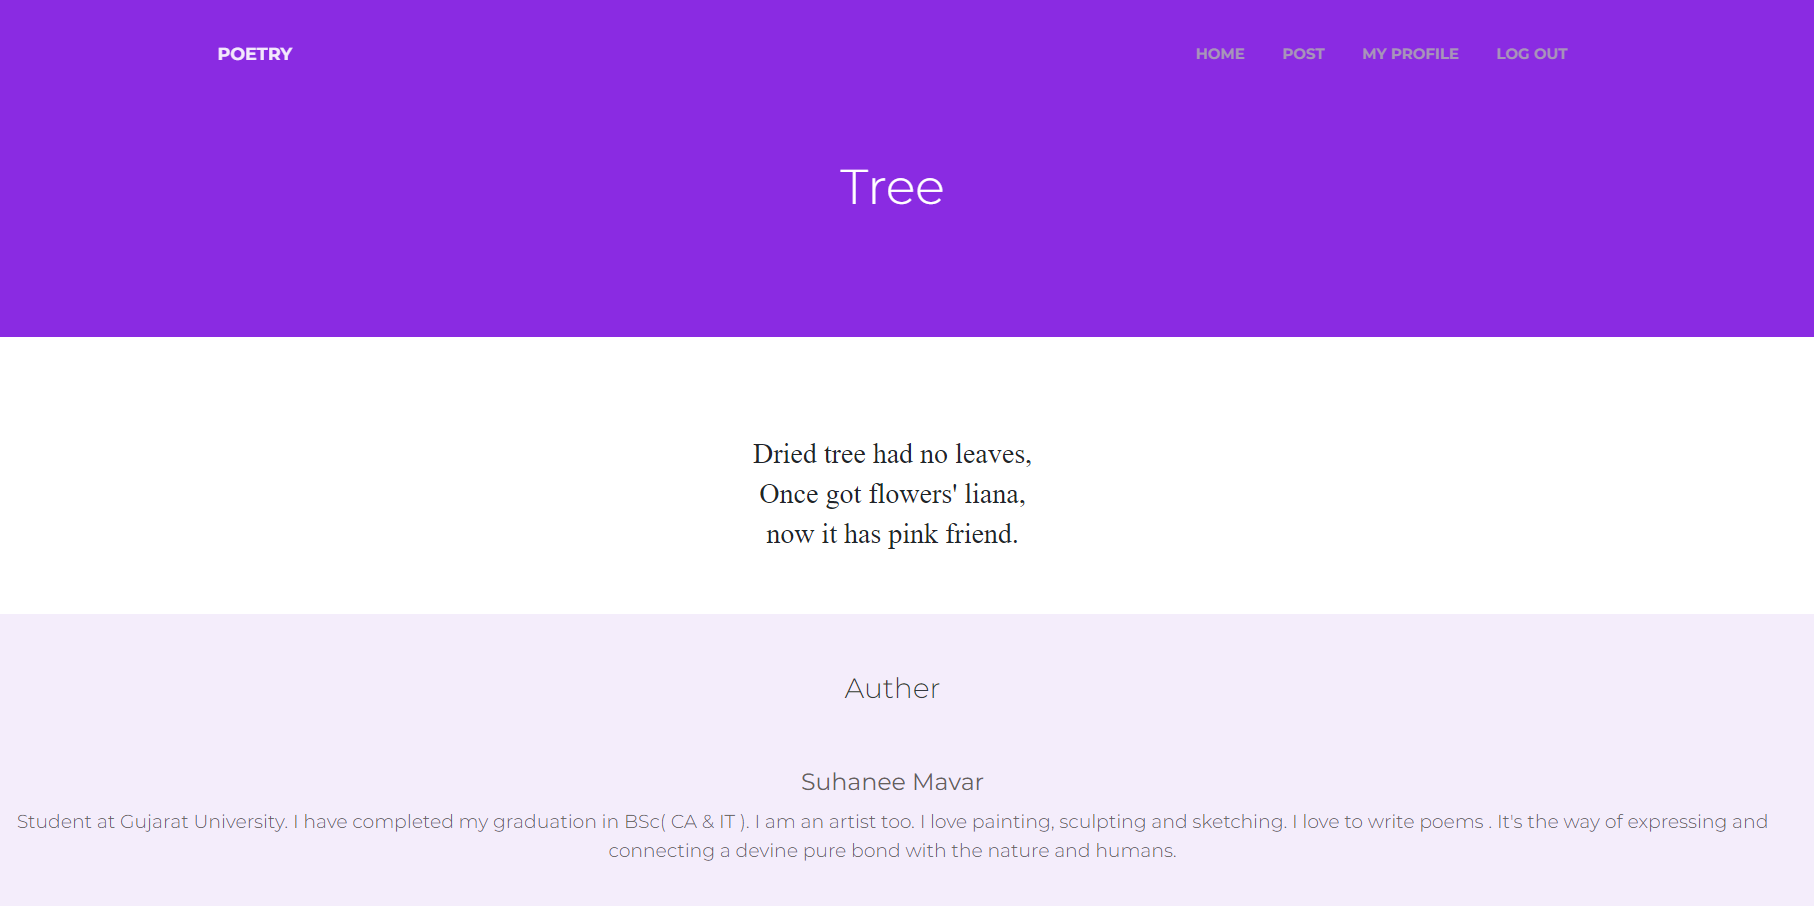 POETRY HOME POST MY PROFILE LOG OUT
Tree
Dried tree had no leaves,
Once got flowers' liana,
now it has pink friend.
Auther
Suhanee Mavar
Student at Gujarat University. I have completed my graduation in BSc( CA & IT ). I am an artist too. I love painting, sculpting and sketching. I love to write poems . It's the way of expressing and
connecting a devine pure bond with the nature and humans.